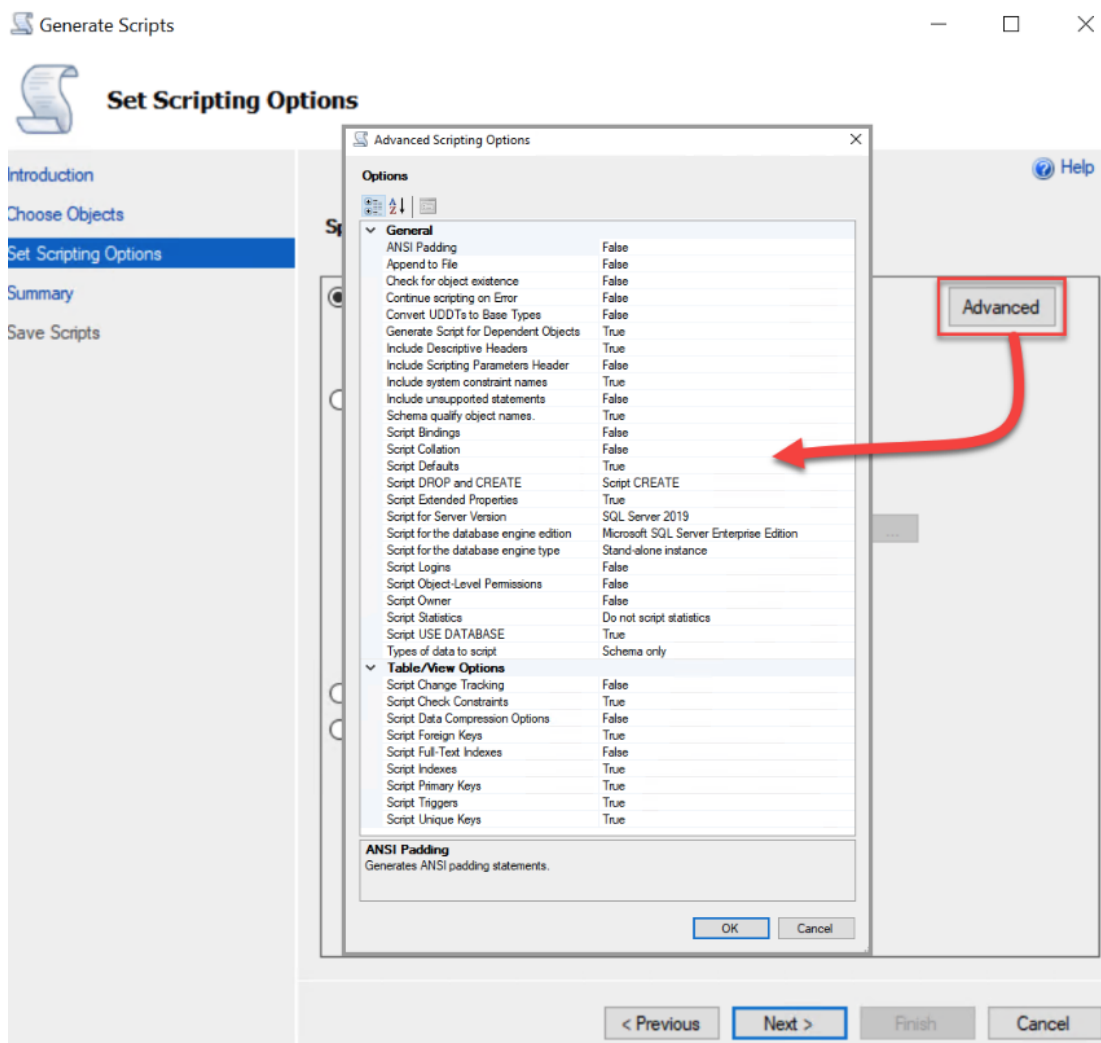 Generate Scripts
Set Scripting Options
Introduction
Choose Objects
Set Scripting Options
Summary
Save Scripts
Help
Advanced
Advanced Scripting Options
Options
General
ANSI Padding False
Append to File False
Check for object existence False
Continue scripting on Error False
Convert UDDTs to Base Types False
Generate Script for Dependent Objects True
Include Descriptive Headers True
Include Scripting Parameters Header False
Include system constraint names True
Include unsupported statements False
Schema qualify object names. True
Script Bindings False
Script Collation False
Script Defaults True
Script DROP and CREATE Script CREATE
Script Extended Properties True
Script for Server Version SQL Server 2019
Script for the database engine edition Microsoft SQL Server Enterprise Edition
Script for the database engine type Stand-alone instance
Script Logins False
Script Object-Level Permissions False
Script Owner False
Script Statistics Do not script statistics
Script USE DATABASE True
Types of data to script Schema only
Table/View Options
Script Change Tracking False
Script Check Constraints True
Script Data Compression Options False
Script Foreign Keys True
Script Full-Text Indexes False
Script Indexes True
Script Primary Keys True
Script Triggers True
Script Unique Keys True
ANSI Padding
Generates ANSI padding statements.
OK Cancel
...
< Previous Next > Finish Cancel